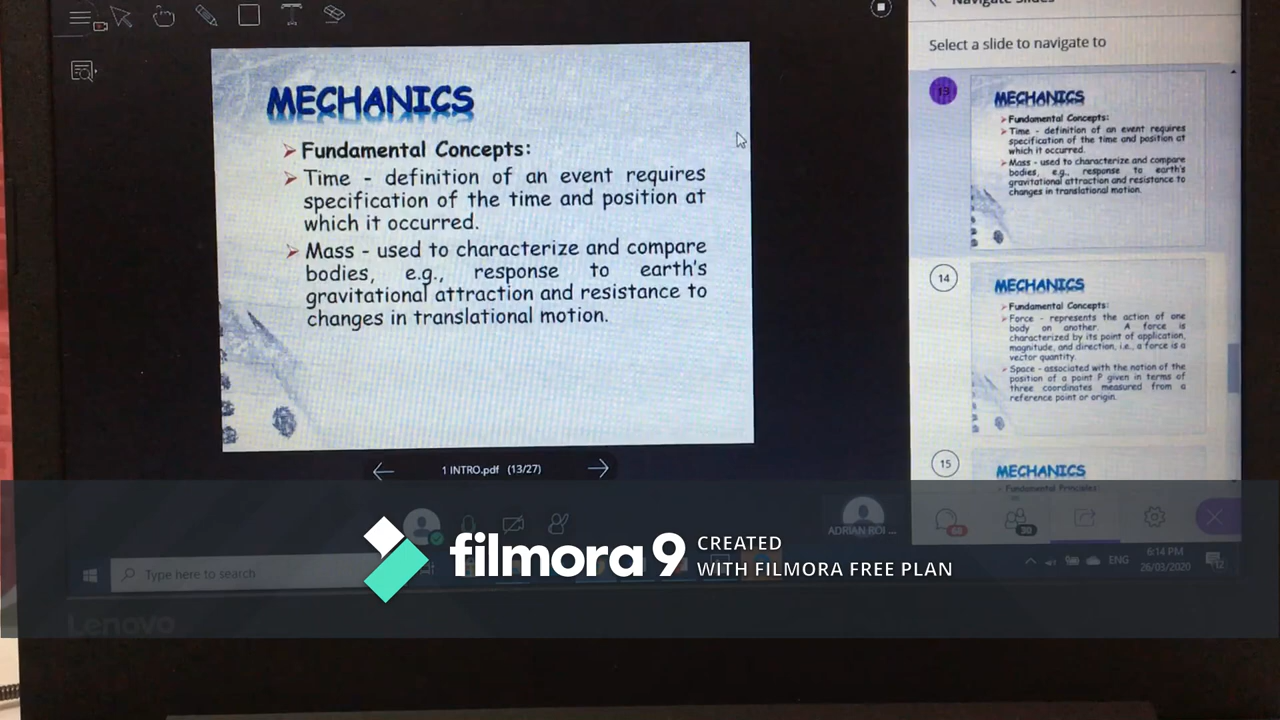 Navigate Slides
Select a slide to navigate to
MECHANICS
Fundamental Concepts:
Time - definition of an event requires
specification of the time and position at
which it occurred.
Mass - used to characterize and compare
bodies, e.g., response to earth's
gravitational attraction and resistance to
changes in translational motion.
1 INTRO.pdf (13/27)
13
MECHANICS
Fundamental Concepts:
Time - definition of an event requires
specification of the time and position at
which it occurred.
Mass - used to characterize and compare
bodies, e.g., response to earth's
gravitational attraction and resistance to
changes in translational motion.
14
MECHANICS
Fundamental Concepts:
Force - represents the action of one
body on another. A force is
characterized by its point of application,
magnitude, and direction, i.e., a force is a
vector quantity.
Space - associated with the notion of the
position of a point P given in terms of
three coordinates measured from a
reference point or origin.
15
MECHANICS
Fundamental Principles:
ADRIAN ROI ...
filmora 9
CREATED
WITH FILMORA FREE PLAN
Type here to search
ENG
6:14 PM
26/03/2020
Lenovo